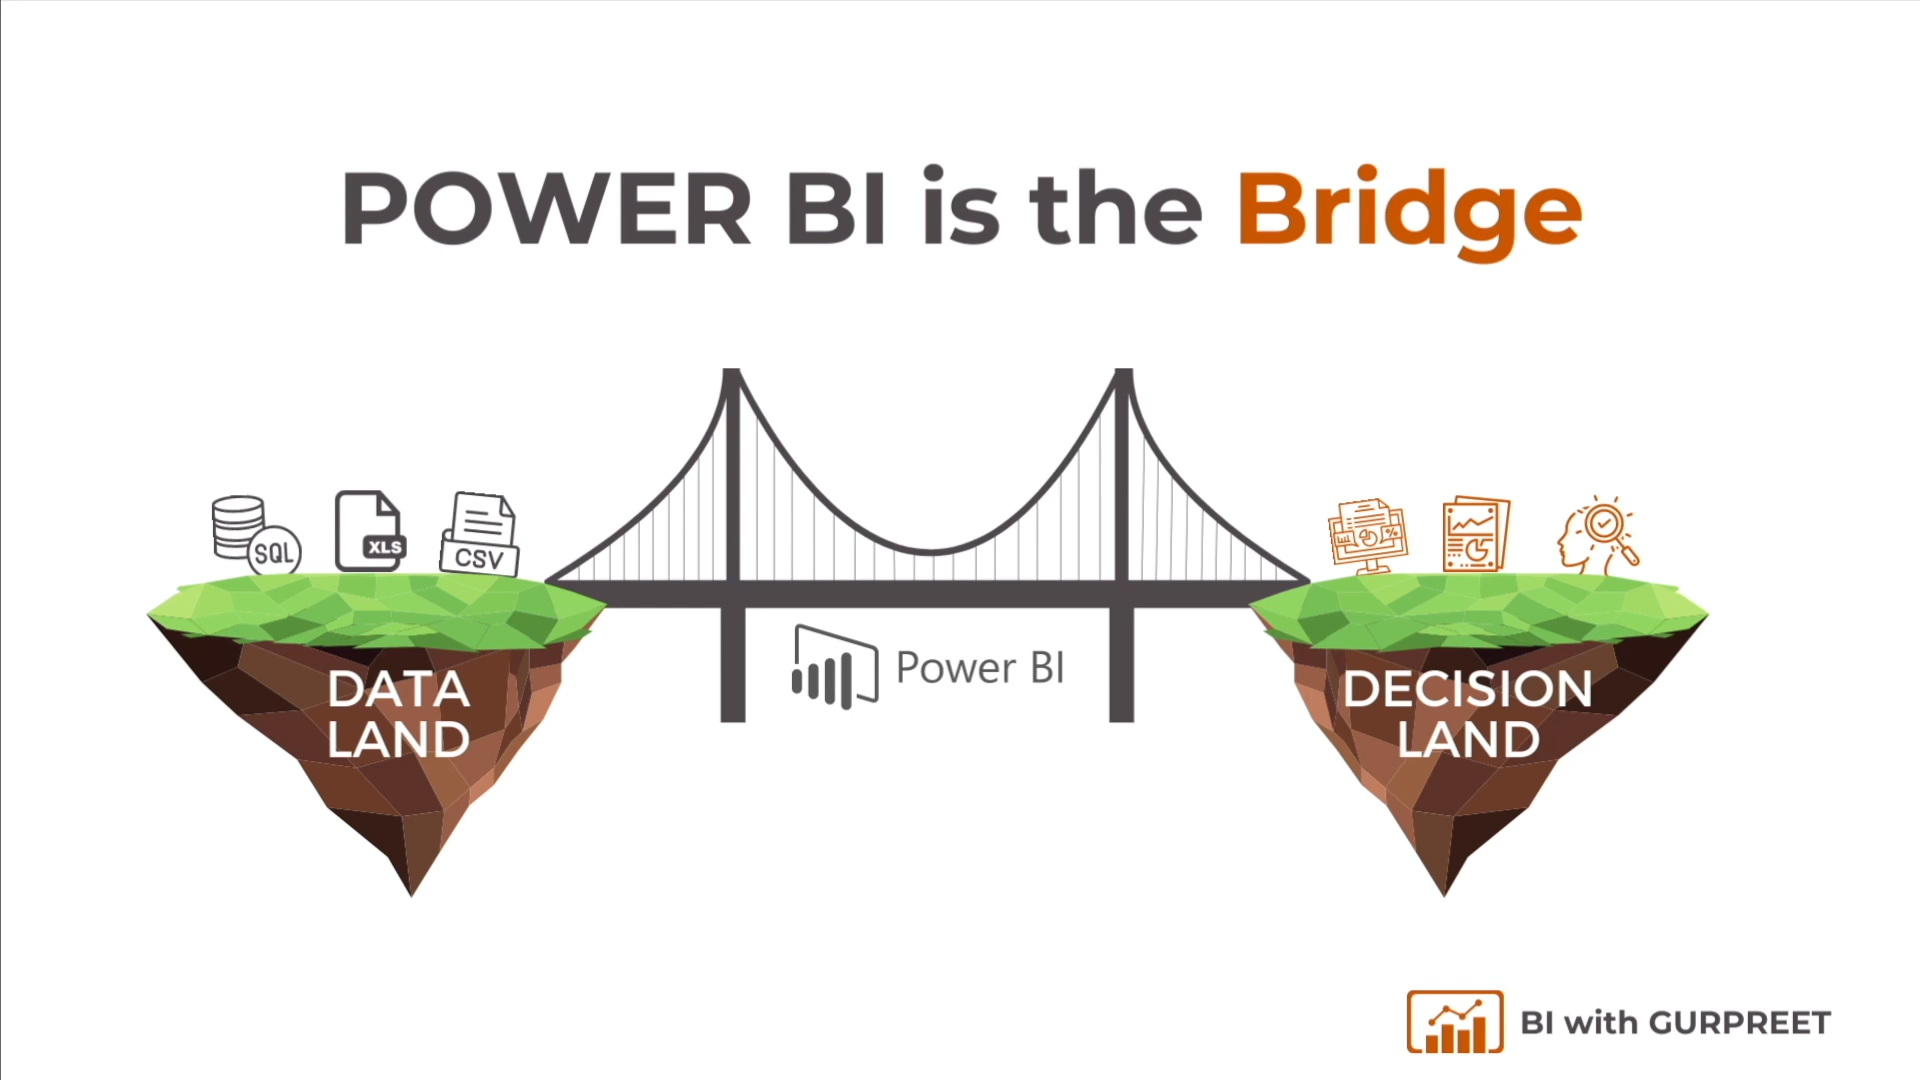 POWER BI is the Bridge
SQL
XLS
CSV
%
Power BI
DATA
LAND
DECISION
LAND
BI with GURPREET